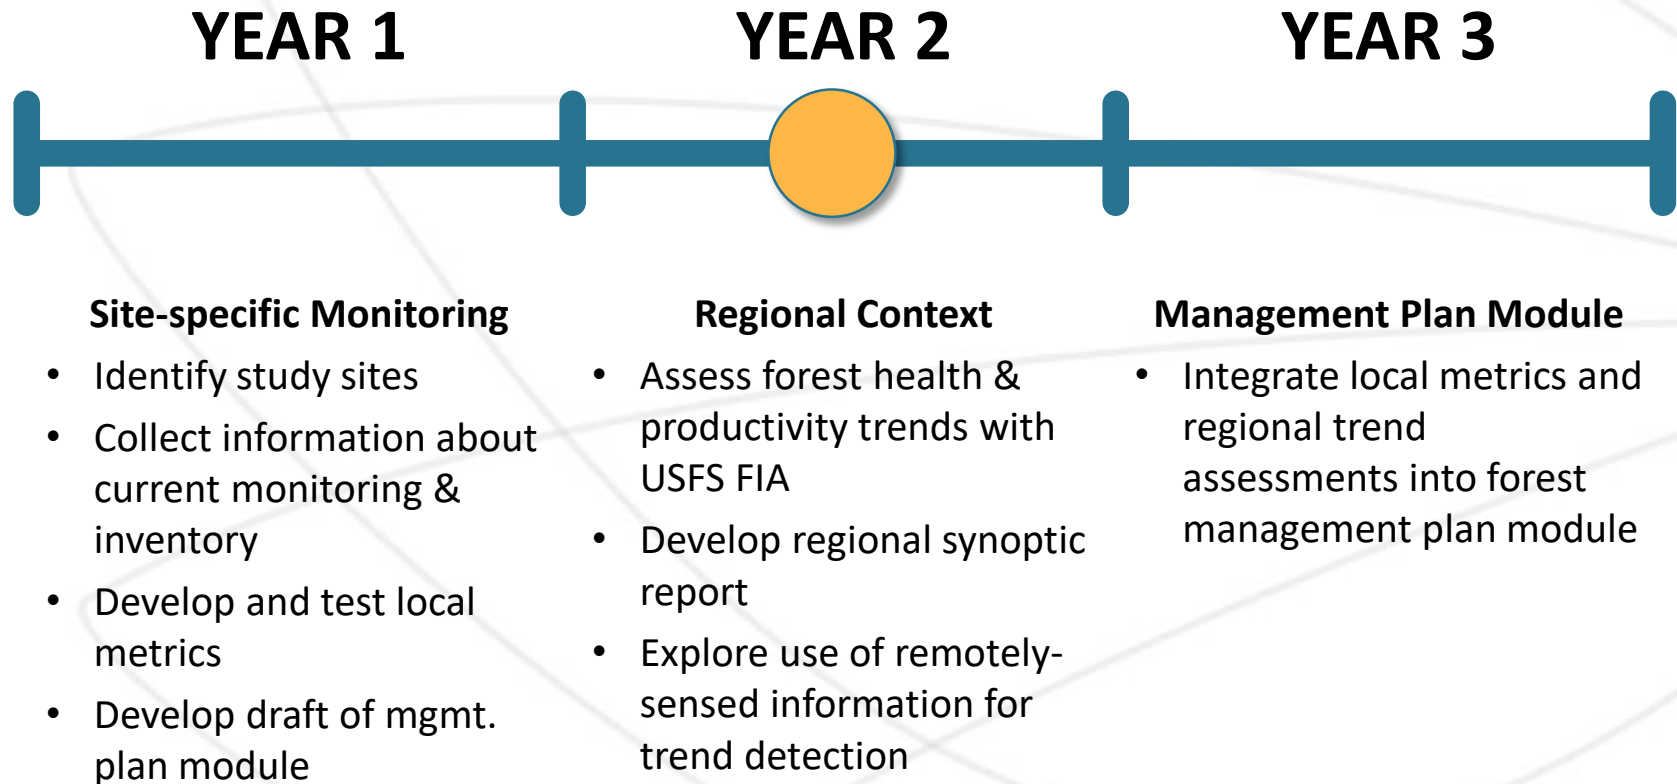 YEAR 1
YEAR 2
YEAR 3
Site-specific Monitoring
• Identify study sites
• Collect information about
current monitoring &
inventory
• Develop and test local
metrics
• Develop draft of mgmt.
plan module
Regional Context
• Assess forest health &
productivity trends with
USFS FIA
• Develop regional synoptic
report
• Explore use of remotely-
sensed information for
trend detection
Management Plan Module
• Integrate local metrics and
regional trend
assessments into forest
management plan module